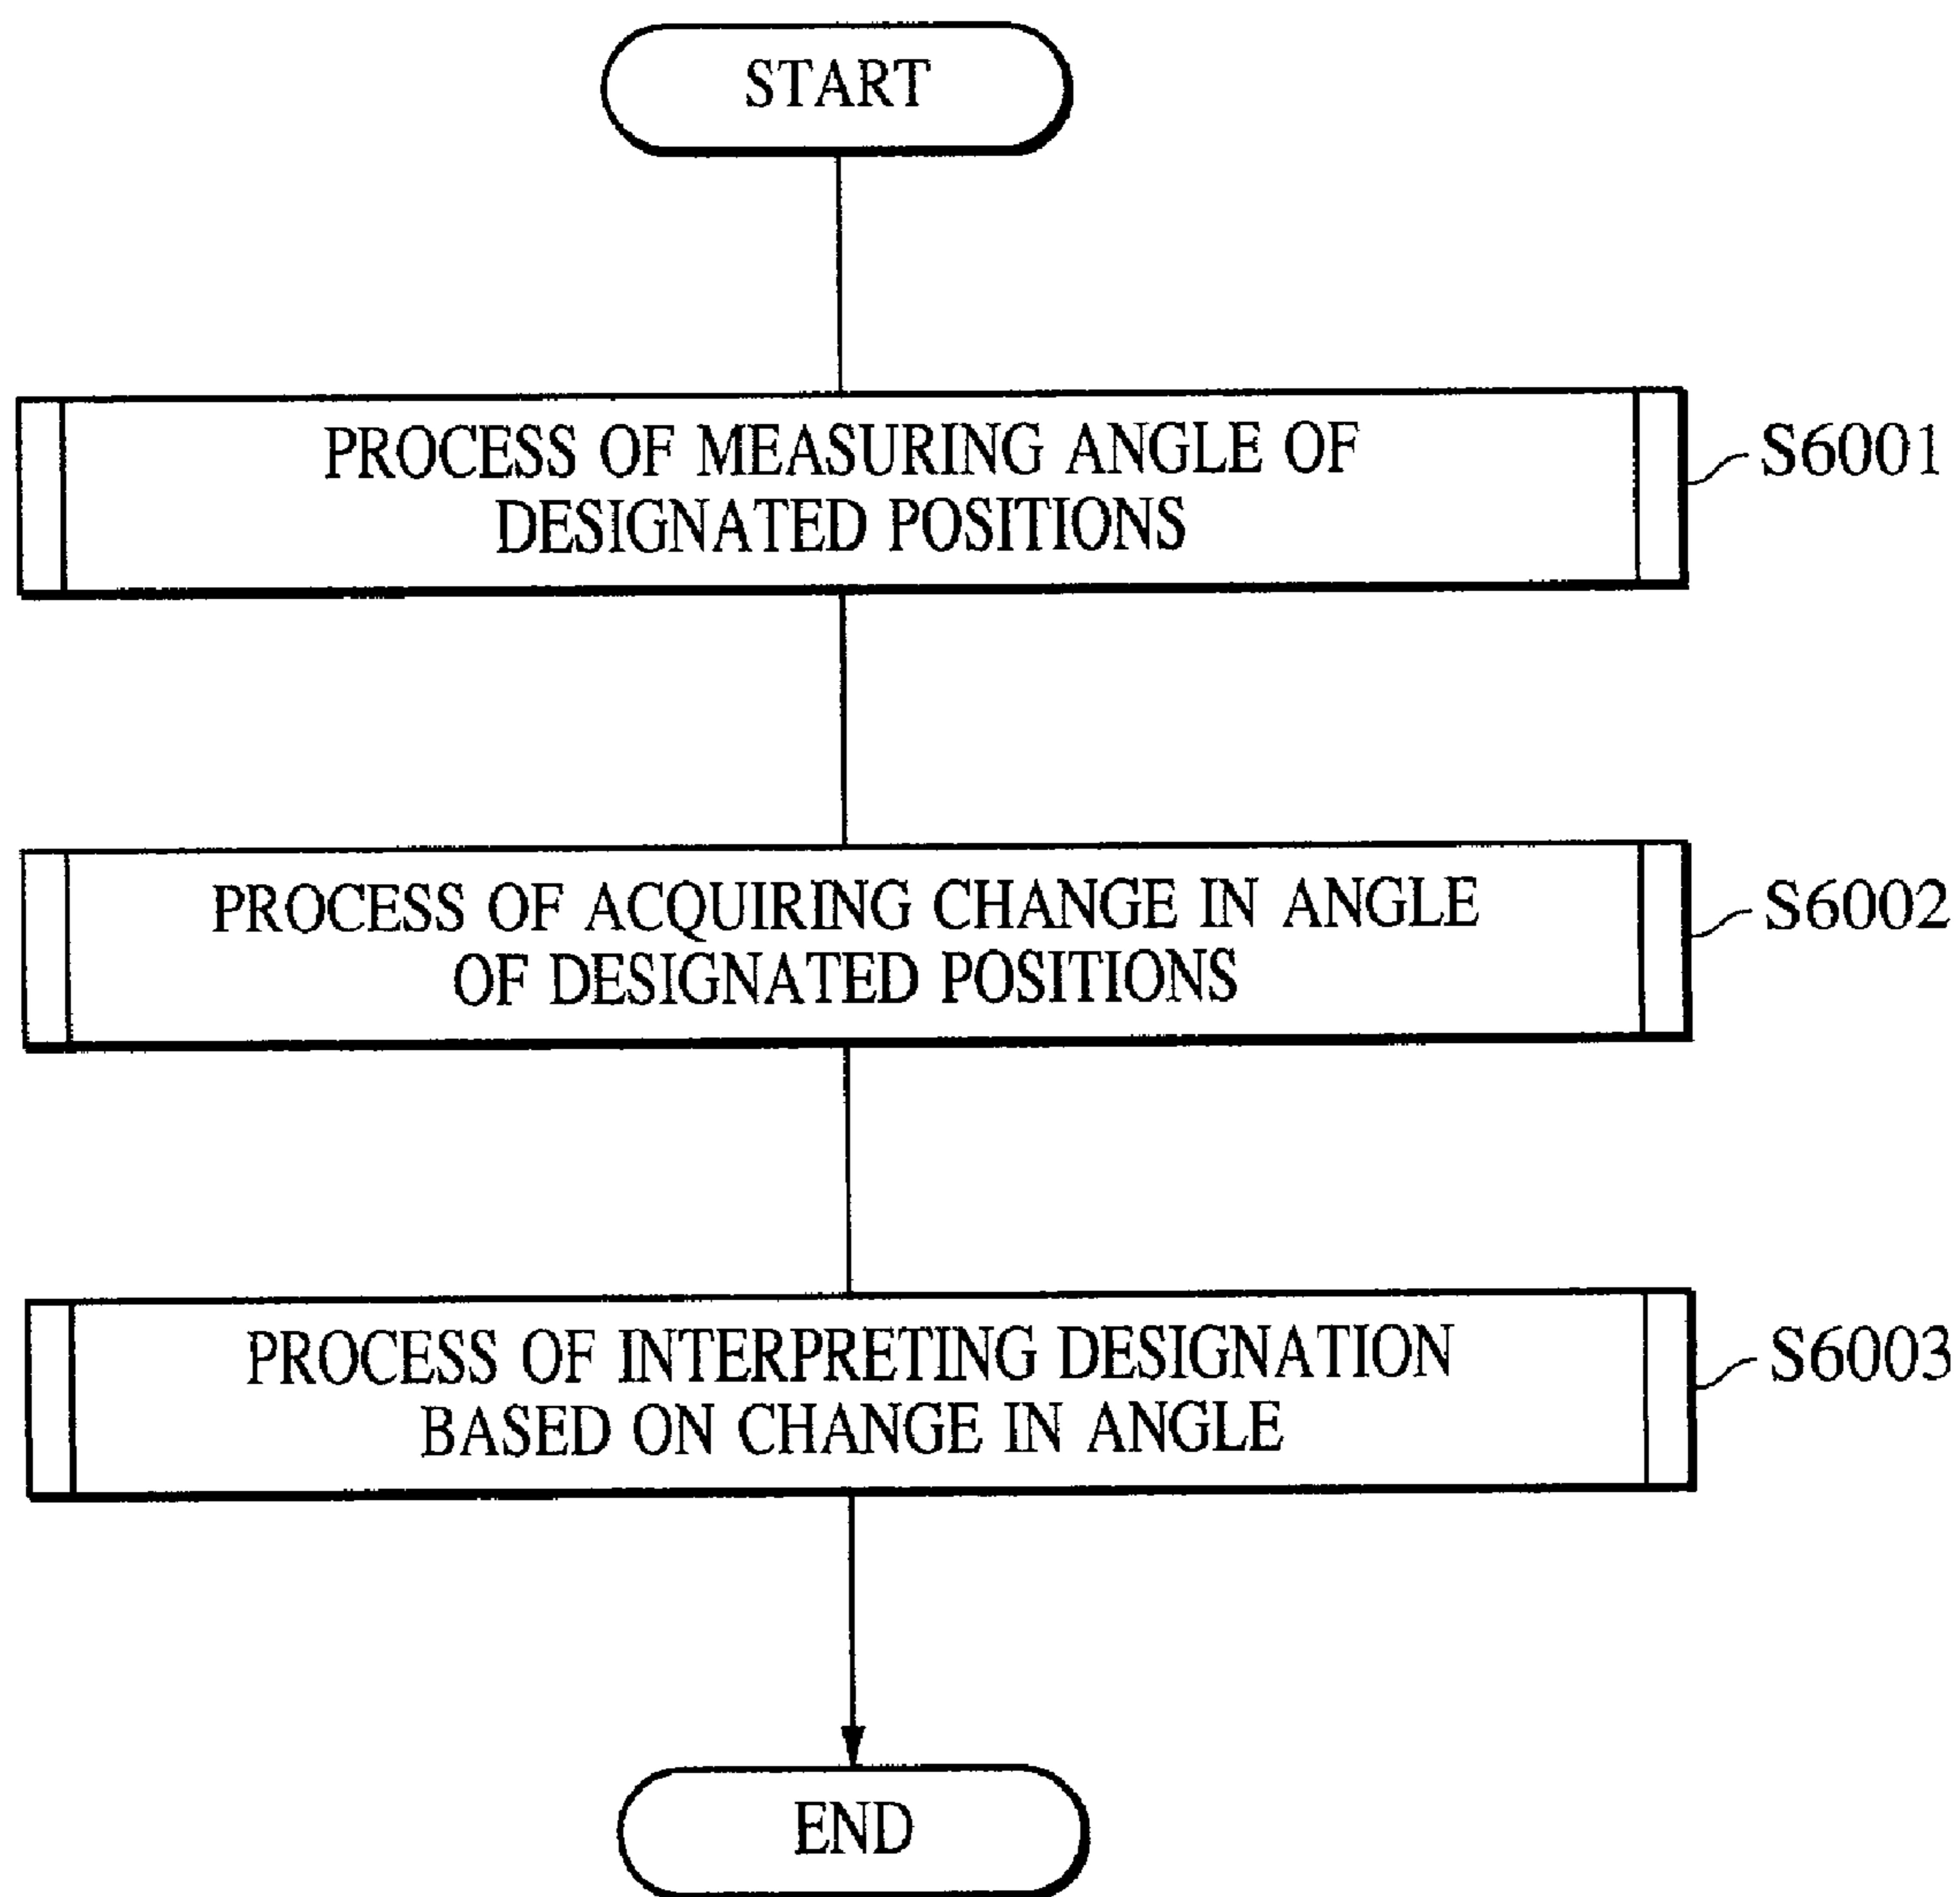 START
PROCESS OF MEASURING ANGLE OF
DESIGNATED POSITIONS
S6001
PROCESS OF ACQUIRING CHANGE IN ANGLE
OF DESIGNATED POSITIONS
S6002
PROCESS OF INTERPRETING DESIGNATION
BASED ON CHANGE IN ANGLE
S6003
END